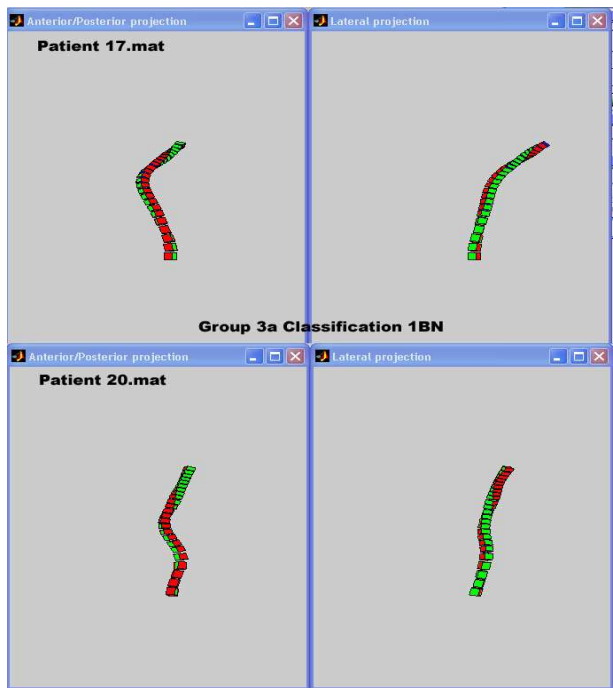 Anterior/Posterior projection
Lateral projection
Patient 17.mat
Group 3a Classification 1BN
Anterior/Posterior projection
Lateral projection
Patient 20.mat